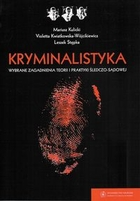 Mariusz Kulicki
Violetta Kwiatkowska-Wójcikiewicz
Leszek Stępka
KRYMINALISTYKA
WYBRANE ZAGADNIENIA TEORII I PRAKTYKI ŚLEDCZO-SĄDOWEJ